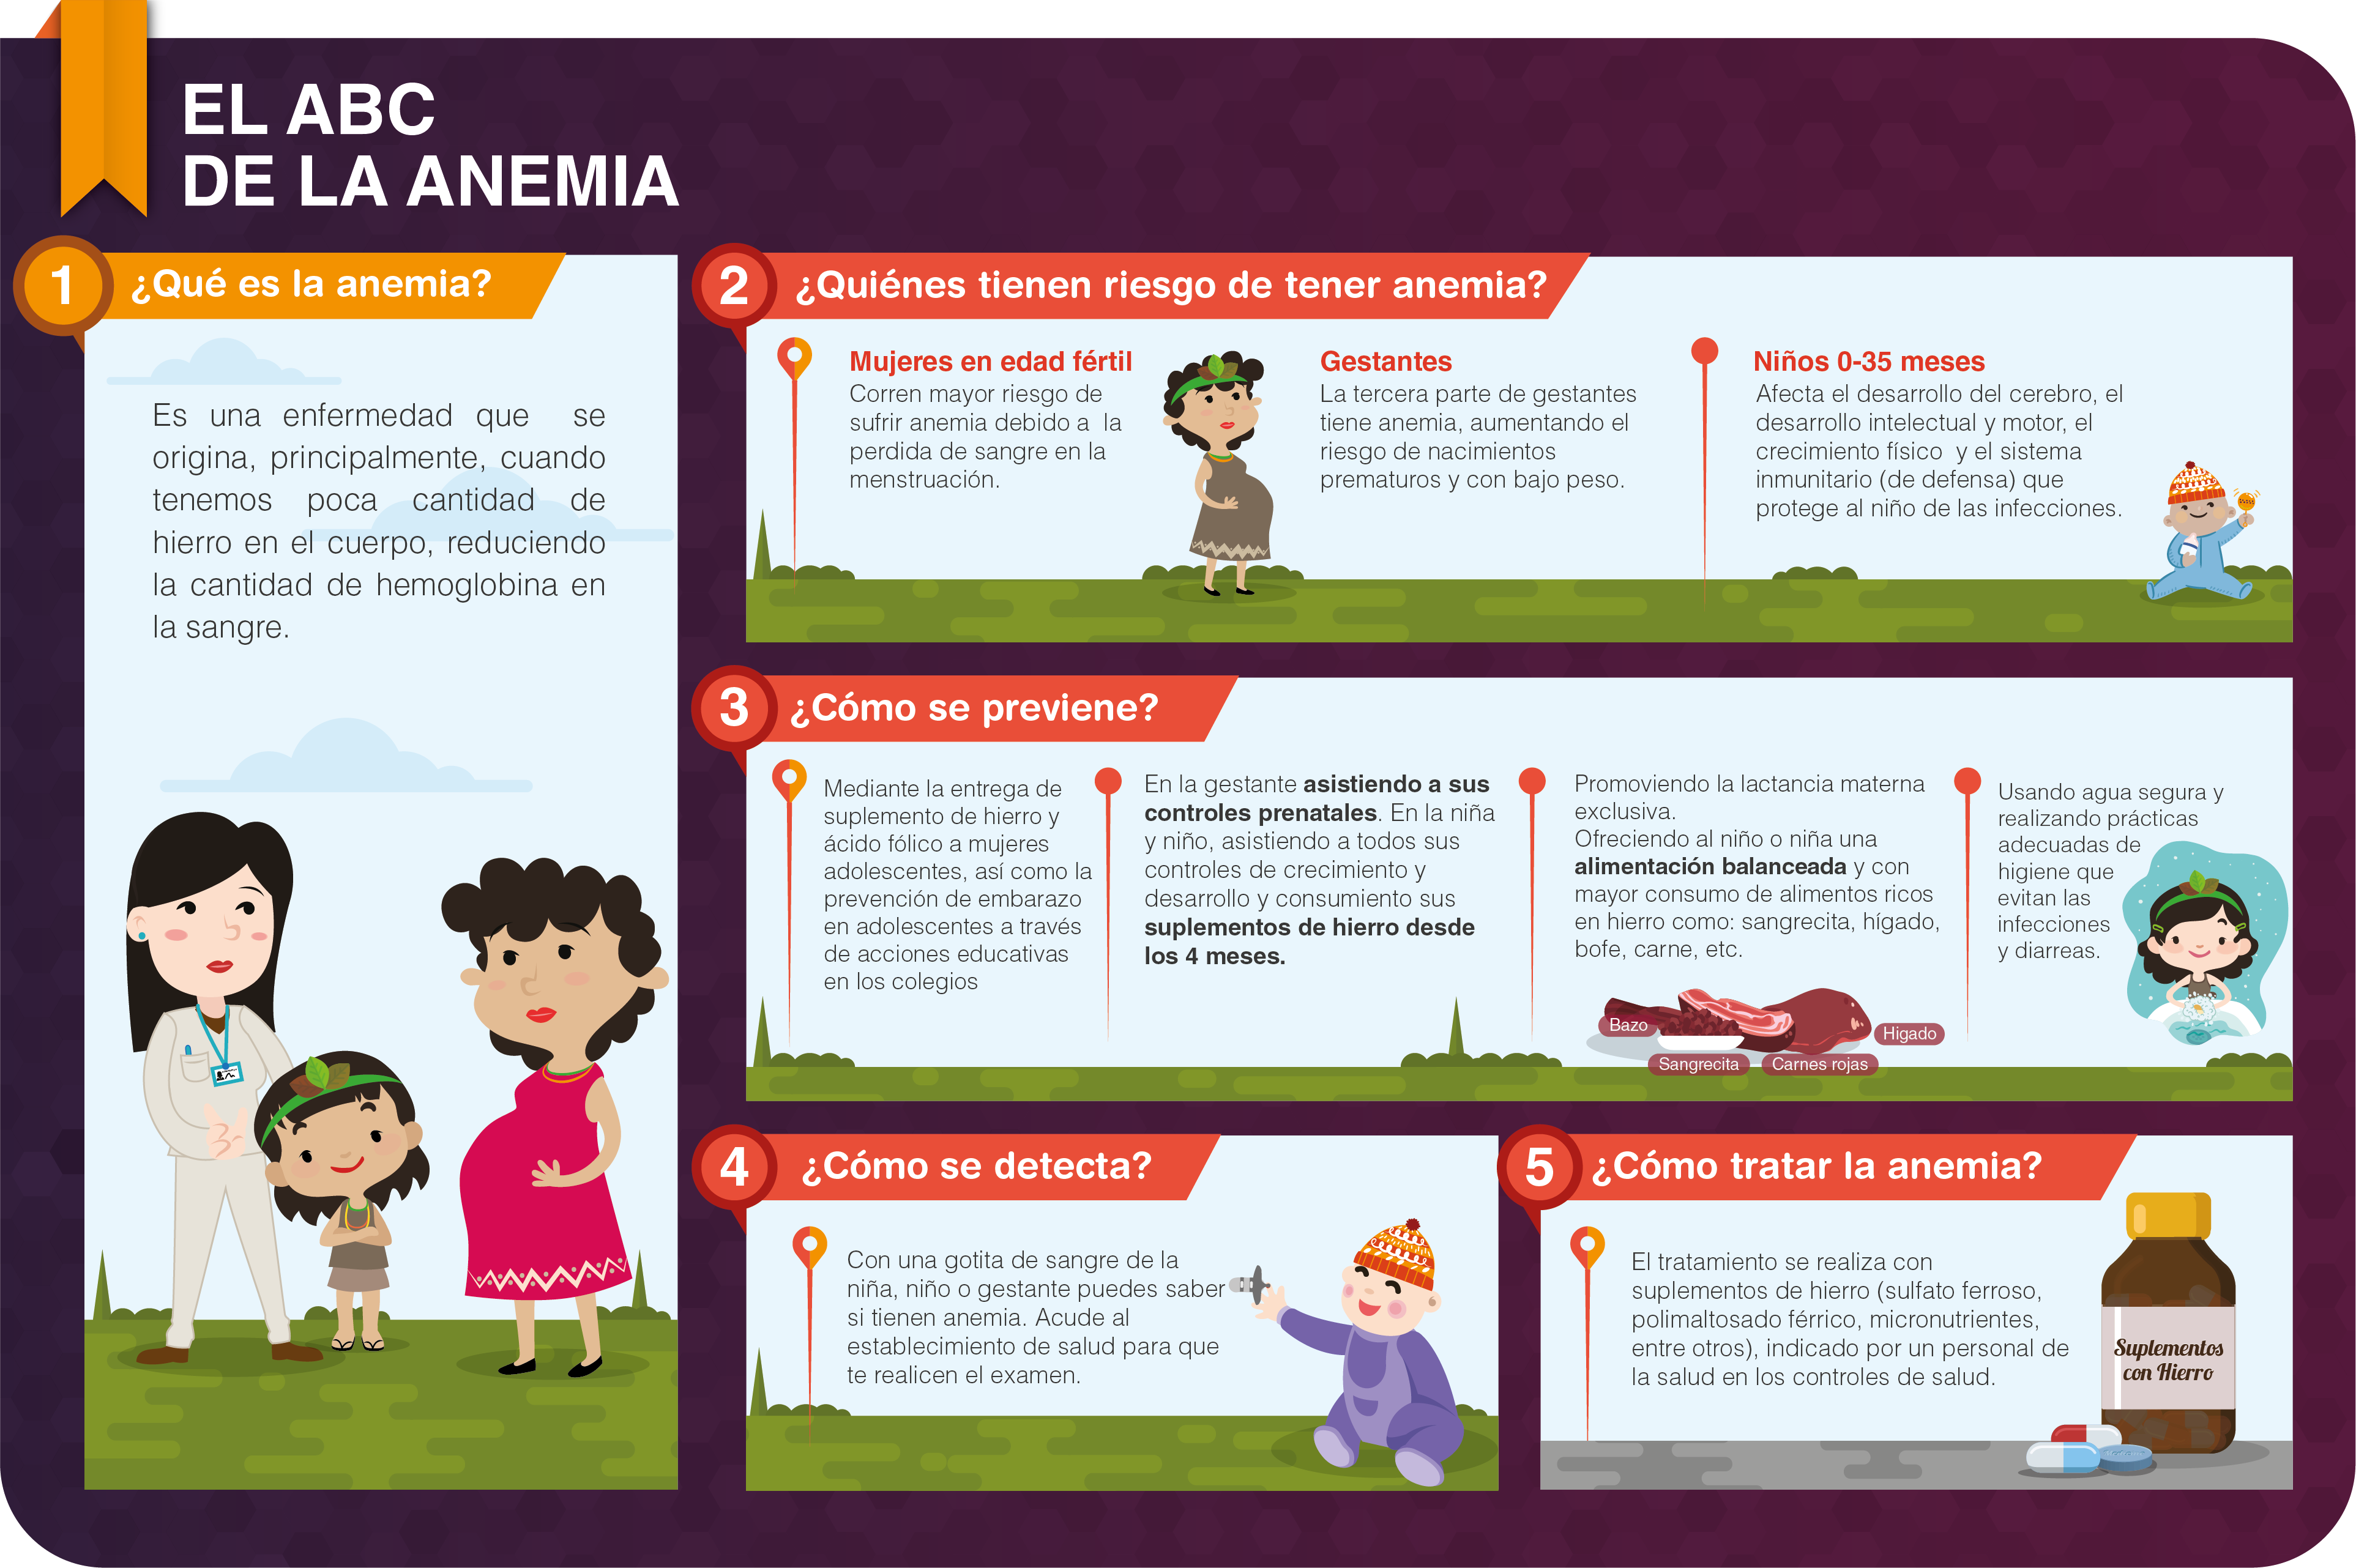 EL ABC
DE LA ANEMIA
1
¿Qué es la anemia?
Es una enfermedad que se
origina, principalmente, cuando
tenemos poca cantidad de
hierro en el cuerpo, reduciendo
la cantidad de hemoglobina en
la sangre.
2
¿Quiénes tienen riesgo de tener anemia?
Mujeres en edad fértil
Corren mayor riesgo de
sufrir anemia debido a la
perdida de sangre en la
menstruación.
Gestantes
La tercera parte de gestantes
tiene anemia, aumentando el
riesgo de nacimientos
prematuros y con bajo peso.
Niños 0-35 meses
Afecta el desarrollo del cerebro, el
desarrollo intelectual y motor, el
crecimiento físico y el sistema
inmunitario (de defensa) que
protege al niño de las infecciones.
3
¿Cómo se previene?
Mediante la entrega de
suplemento de hierro y
ácido fólico a mujeres
adolescentes, así como la
prevención de embarazo
en adolescentes a través
de acciones educativas
en los colegios
En la gestante asistiendo a sus
controles prenatales. En la niña
y niño, asistiendo a todos sus
controles de crecimiento y
desarrollo y consumiento sus
suplementos de hierro desde
los 4 meses.
Promoviendo la lactancia materna
exclusiva.
Ofreciendo al niño o niña una
alimentación balanceada y con
mayor consumo de alimentos ricos
en hierro como: sangrecita, hígado,
bofe, carne, etc.
Bazo
Sangrecita
Carnes rojas
Higado
Usando agua segura y
realizando prácticas
adecuadas de
higiene que
evitan las
infecciones
y diarreas.
4
¿Cómo se detecta?
Con una gotita de sangre de la
niña, niño o gestante puedes saber
si tienen anemia. Acude al
establecimiento de salud para que
te realicen el examen.
5
¿Cómo tratar la anemia?
El tratamiento se realiza con
suplementos de hierro (sulfato ferroso,
polimaltosado férrico, micronutrientes,
entre otros), indicado por un personal de
la salud en los controles de salud.
Suplementos
con Hierro